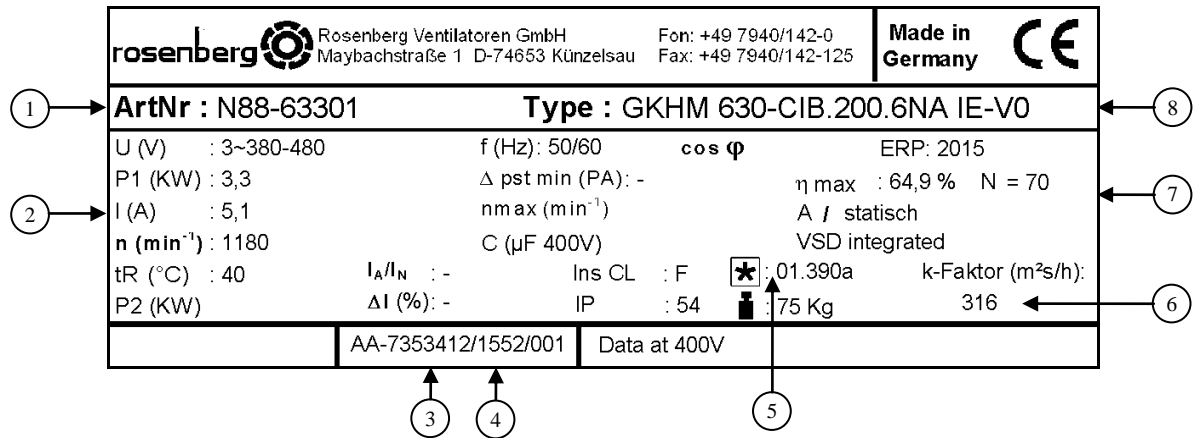 rosenberg Rosenberg Ventilatoren GmbH Fon: +49 7940/142-0 Made in CE
Maybachstraße 1 D-74653 Künzelsau Fax: +49 7940/142-125 Germany
1 ArtNr : N88-63301 Type : GKHM 630-CIB.200.6NA IE-V0 8
U (V) : 3~380-480 f (Hz): 50/60 cos φ ERP: 2015
P1 (KW) : 3,3 Δ pst min (PA): - η max : 64,9 % N = 70 7
2 I (A) : 5,1 nmax (min⁻¹) A / statisch
n (min⁻¹) : 1180 C (µF 400V) VSD integrated
tR (°C) : 40 I_A/I_N : - Ins CL : F * : 01.390a k-Faktor (m²s/h):
P2 (KW) ΔI (%): - IP : 54 : 75 Kg 316 6
AA-7353412/1552/001 Data at 400V
3 4 5